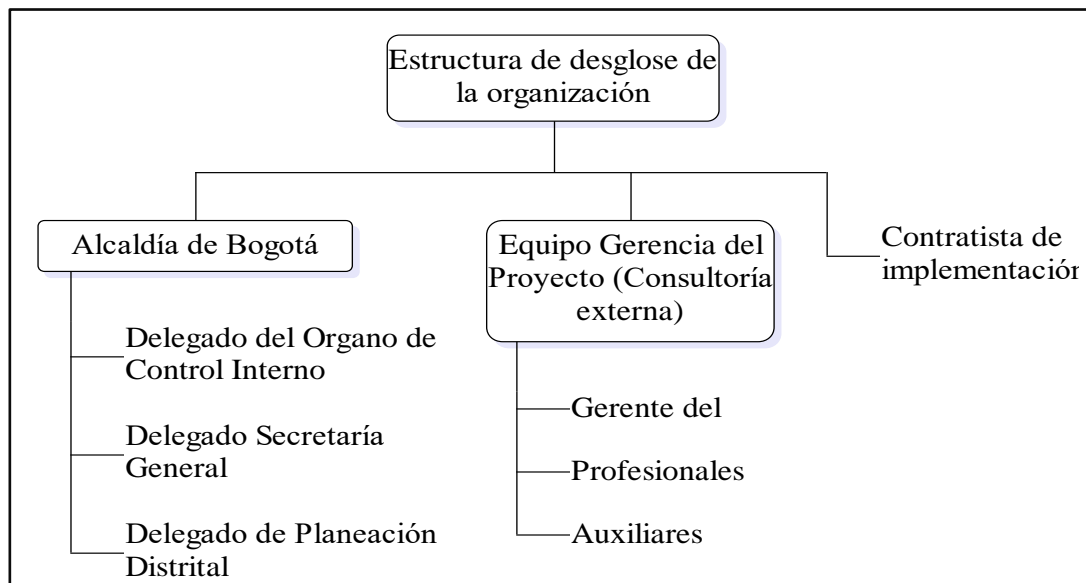 Estructura de desglose de
la organización
Alcaldía de Bogotá
Delegado del Organo de
Control Interno
Delegado Secretaría
General
Delegado de Planeación
Distrital
Equipo Gerencia del
Proyecto (Consultoría
externa)
Gerente del
Profesionales
Auxiliares
Contratista de
implementación